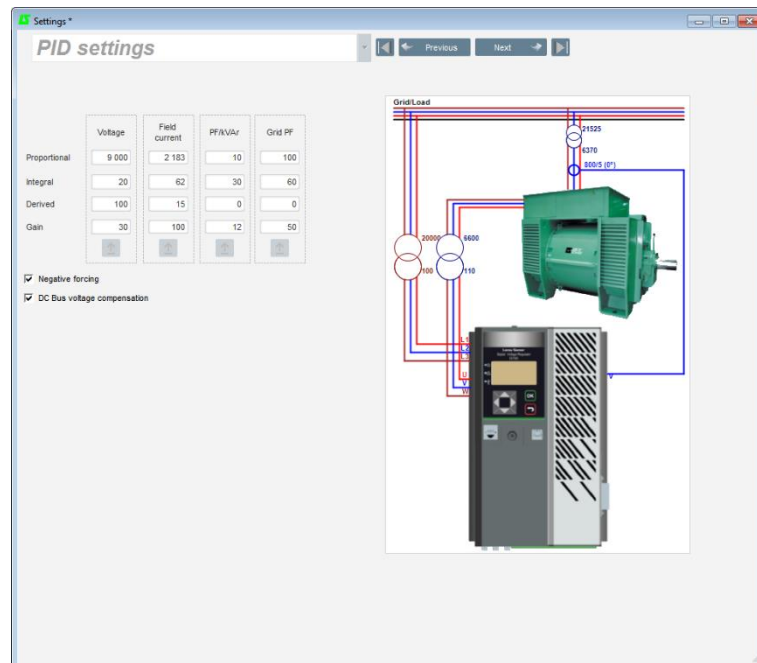 Settings *
PID settings
Previous
Next
Voltage
Field current
PF/kVAr
Grid PF
Proportional 9 000 2 183 10 100
Integral 20 62 30 60
Derived 100 15 0 0
Gain 30 100 12 50
Negative forcing
DC Bus voltage compensation
Grid/Load
21525
6370
800/5 (0°)
20000
100
6600
110
L1
L2
L3
U
V
W
V
OK